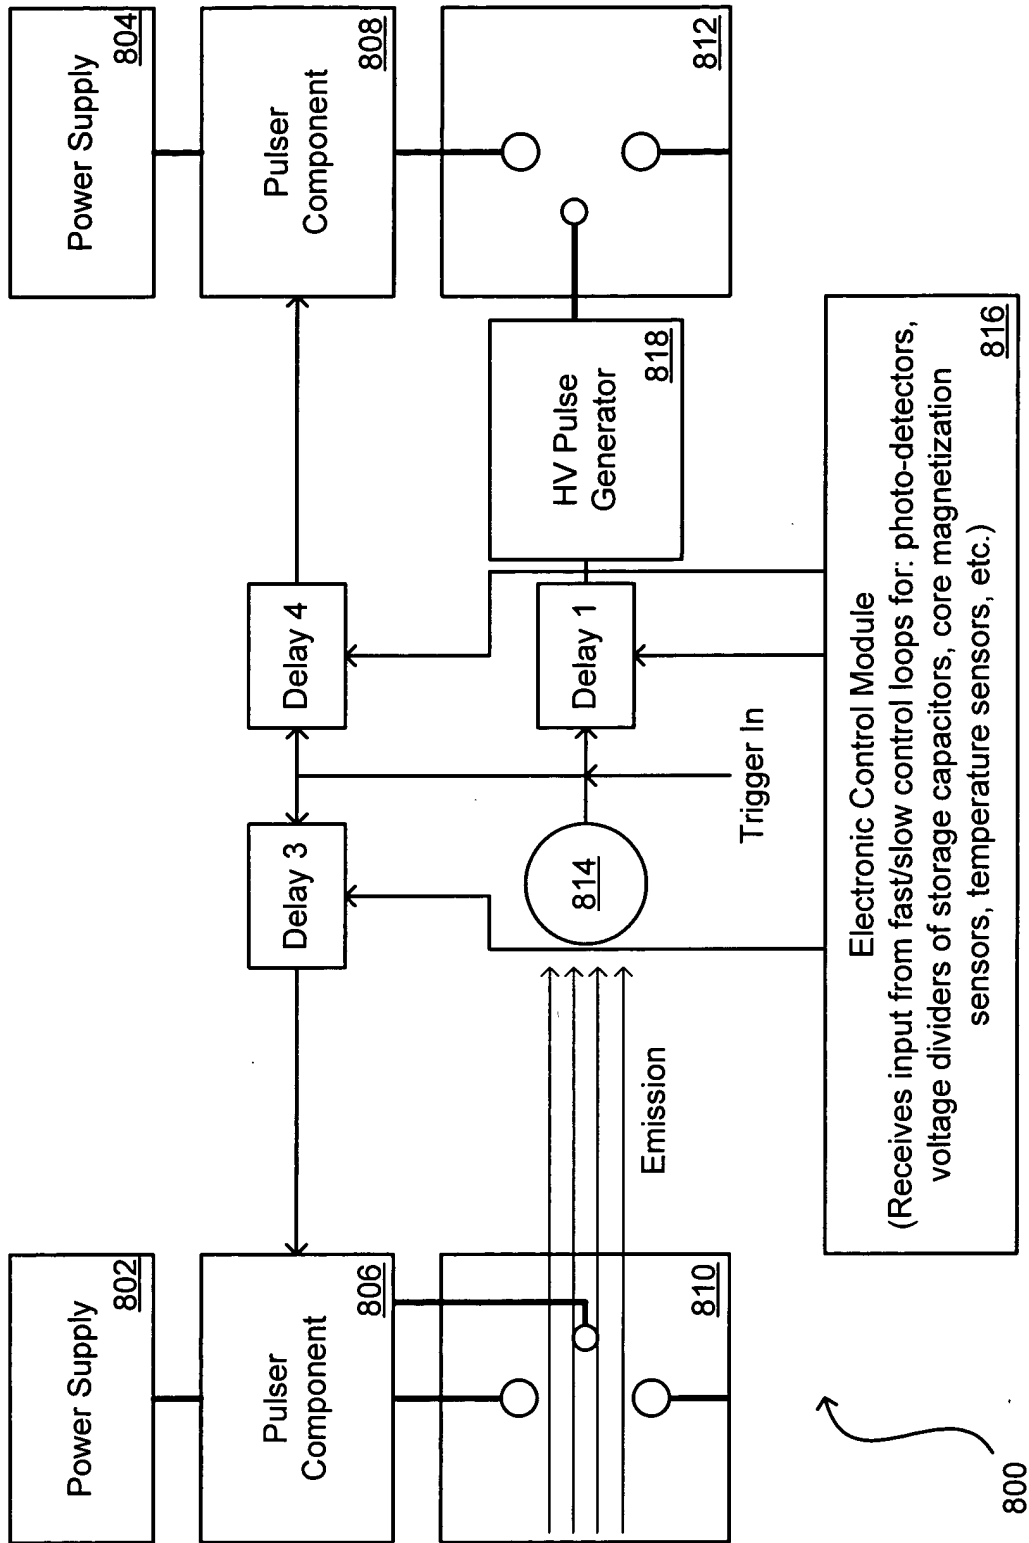 Power Supply
802
Power Supply
804
Pulser
Component
806
Pulser
Component
808
Delay 3
Delay 4
810
Emission
814
Delay 1
HV Pulse
Generator
818
812
Trigger In
Electronic Control Module
(Receives input from fast/slow control loops for: photo-detectors,
voltage dividers of storage capacitors, core magnetization
sensors, temperature sensors, etc.)
816
800